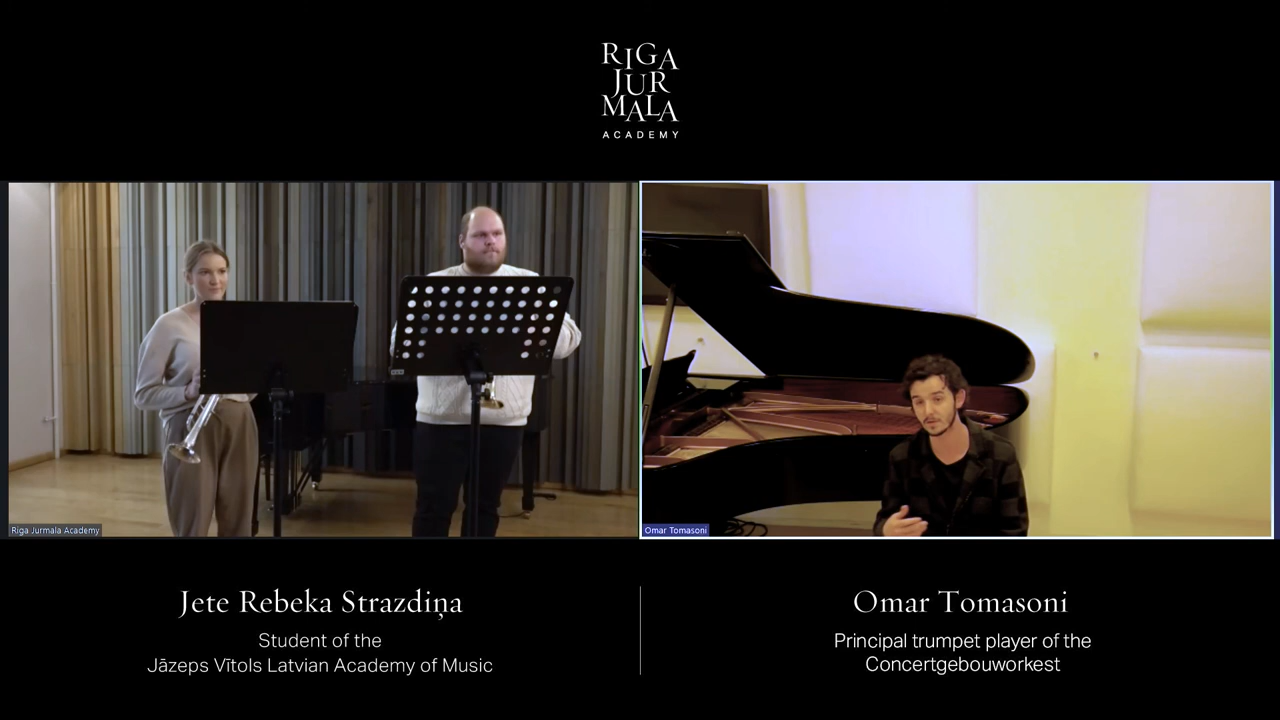 RIGA
JUR
MALA
ACADEMY
Riga Jurmala Academy
Omar Tomasoni
Jete Rebeka Strazdiņa
Student of the
Jāzeps Vītols Latvian Academy of Music
Omar Tomasoni
Principal trumpet player of the
Concertgebouworkest